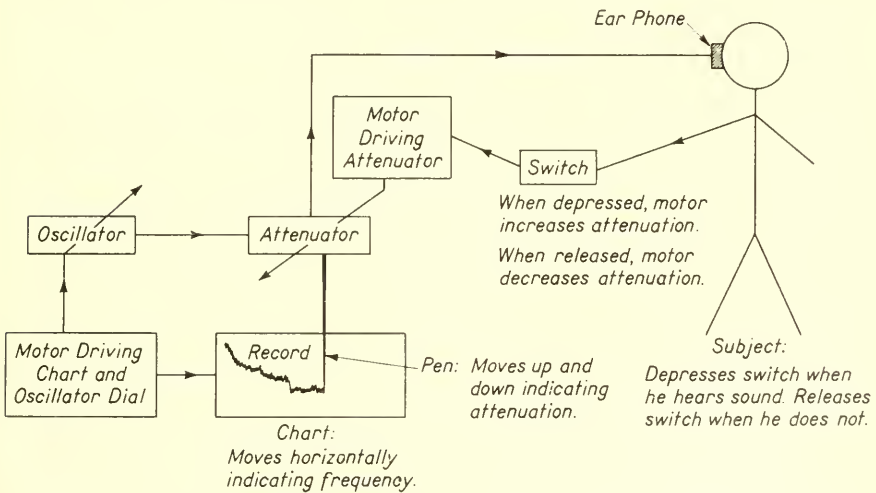 Ear Phone
Motor
Driving
Attenuator
Switch
When depressed, motor
increases attenuation.
When released, motor
decreases attenuation.
Oscillator
Attenuator
Motor Driving
Chart and
Oscillator Dial
Record
Pen: Moves up and
down indicating
attenuation.
Chart:
Moves horizontally
indicating frequency.
Subject:
Depresses switch when
he hears sound. Releases
switch when he does not.